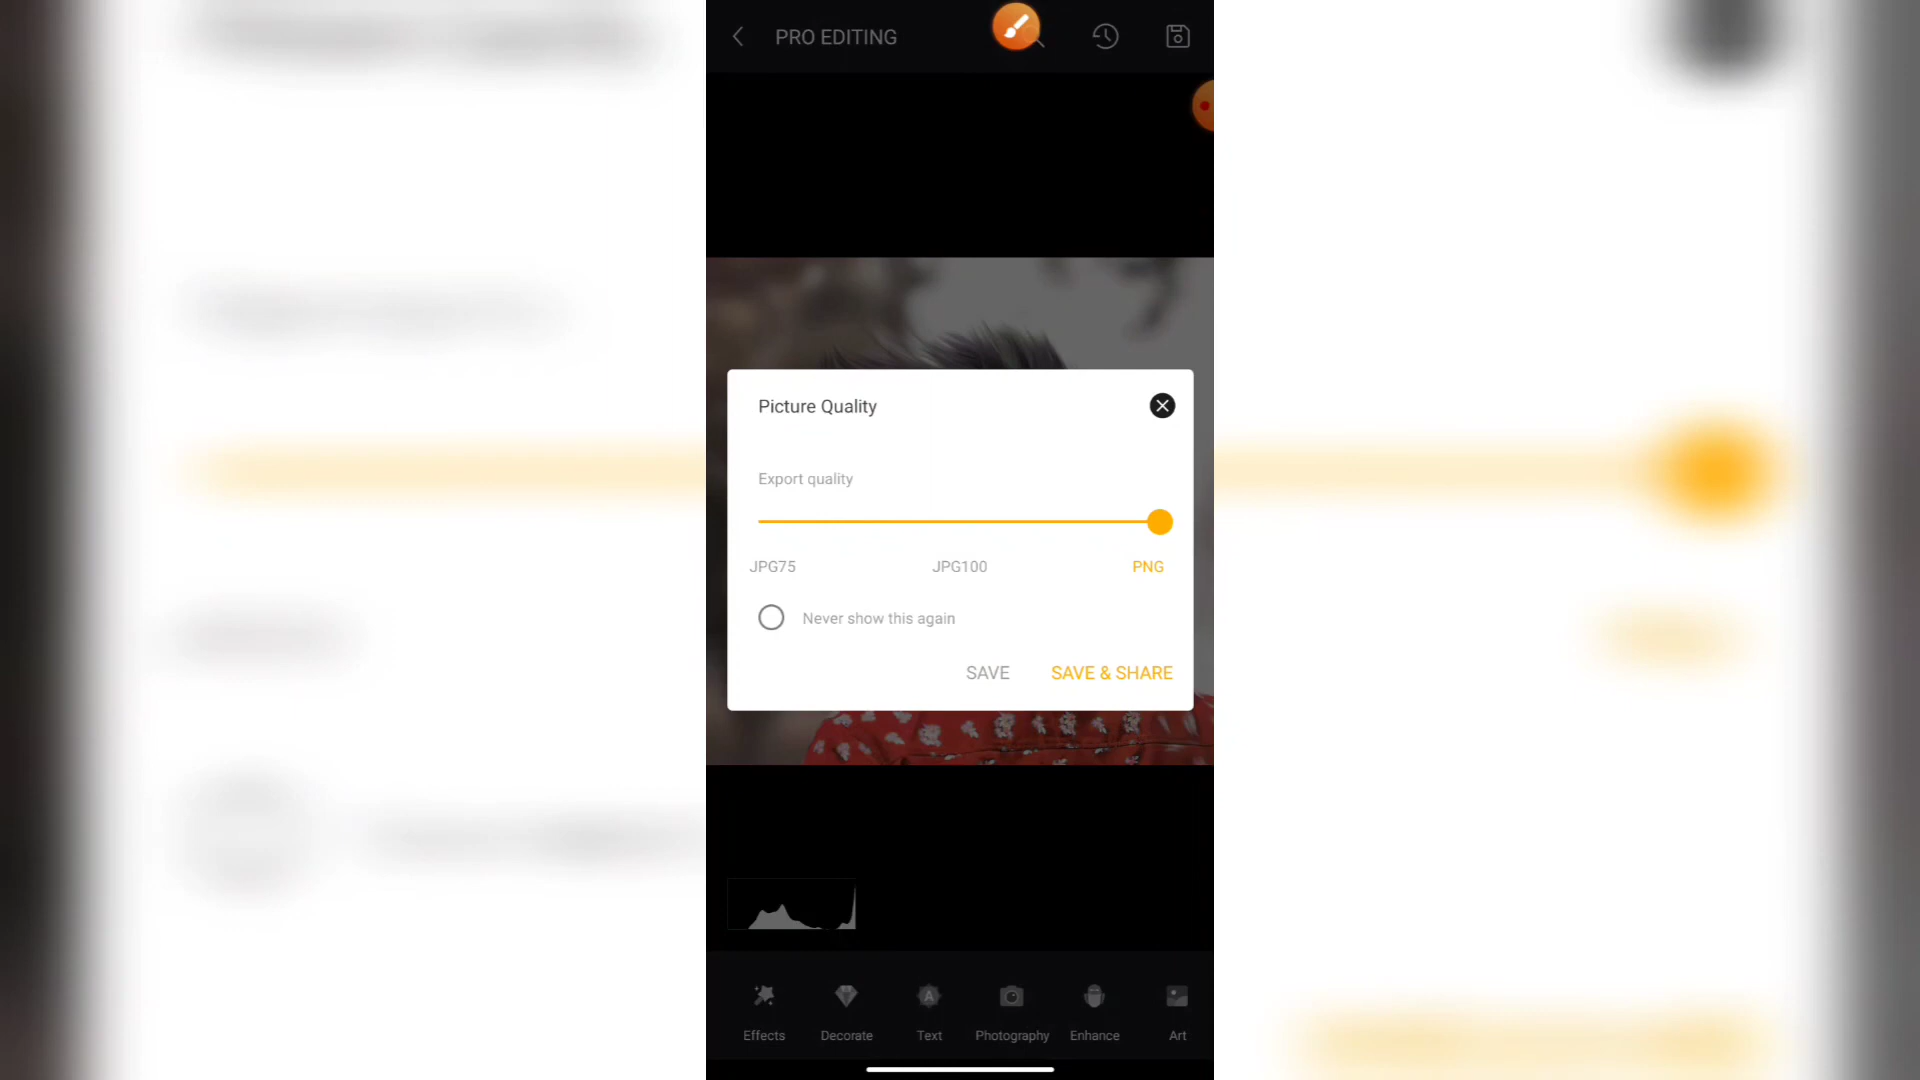 PRO EDITING
Picture Quality
Export quality
JPG75 JPG100 PNG
Never show this again
SAVE SAVE & SHARE
Effects Decorate Text Photography Enhance Art